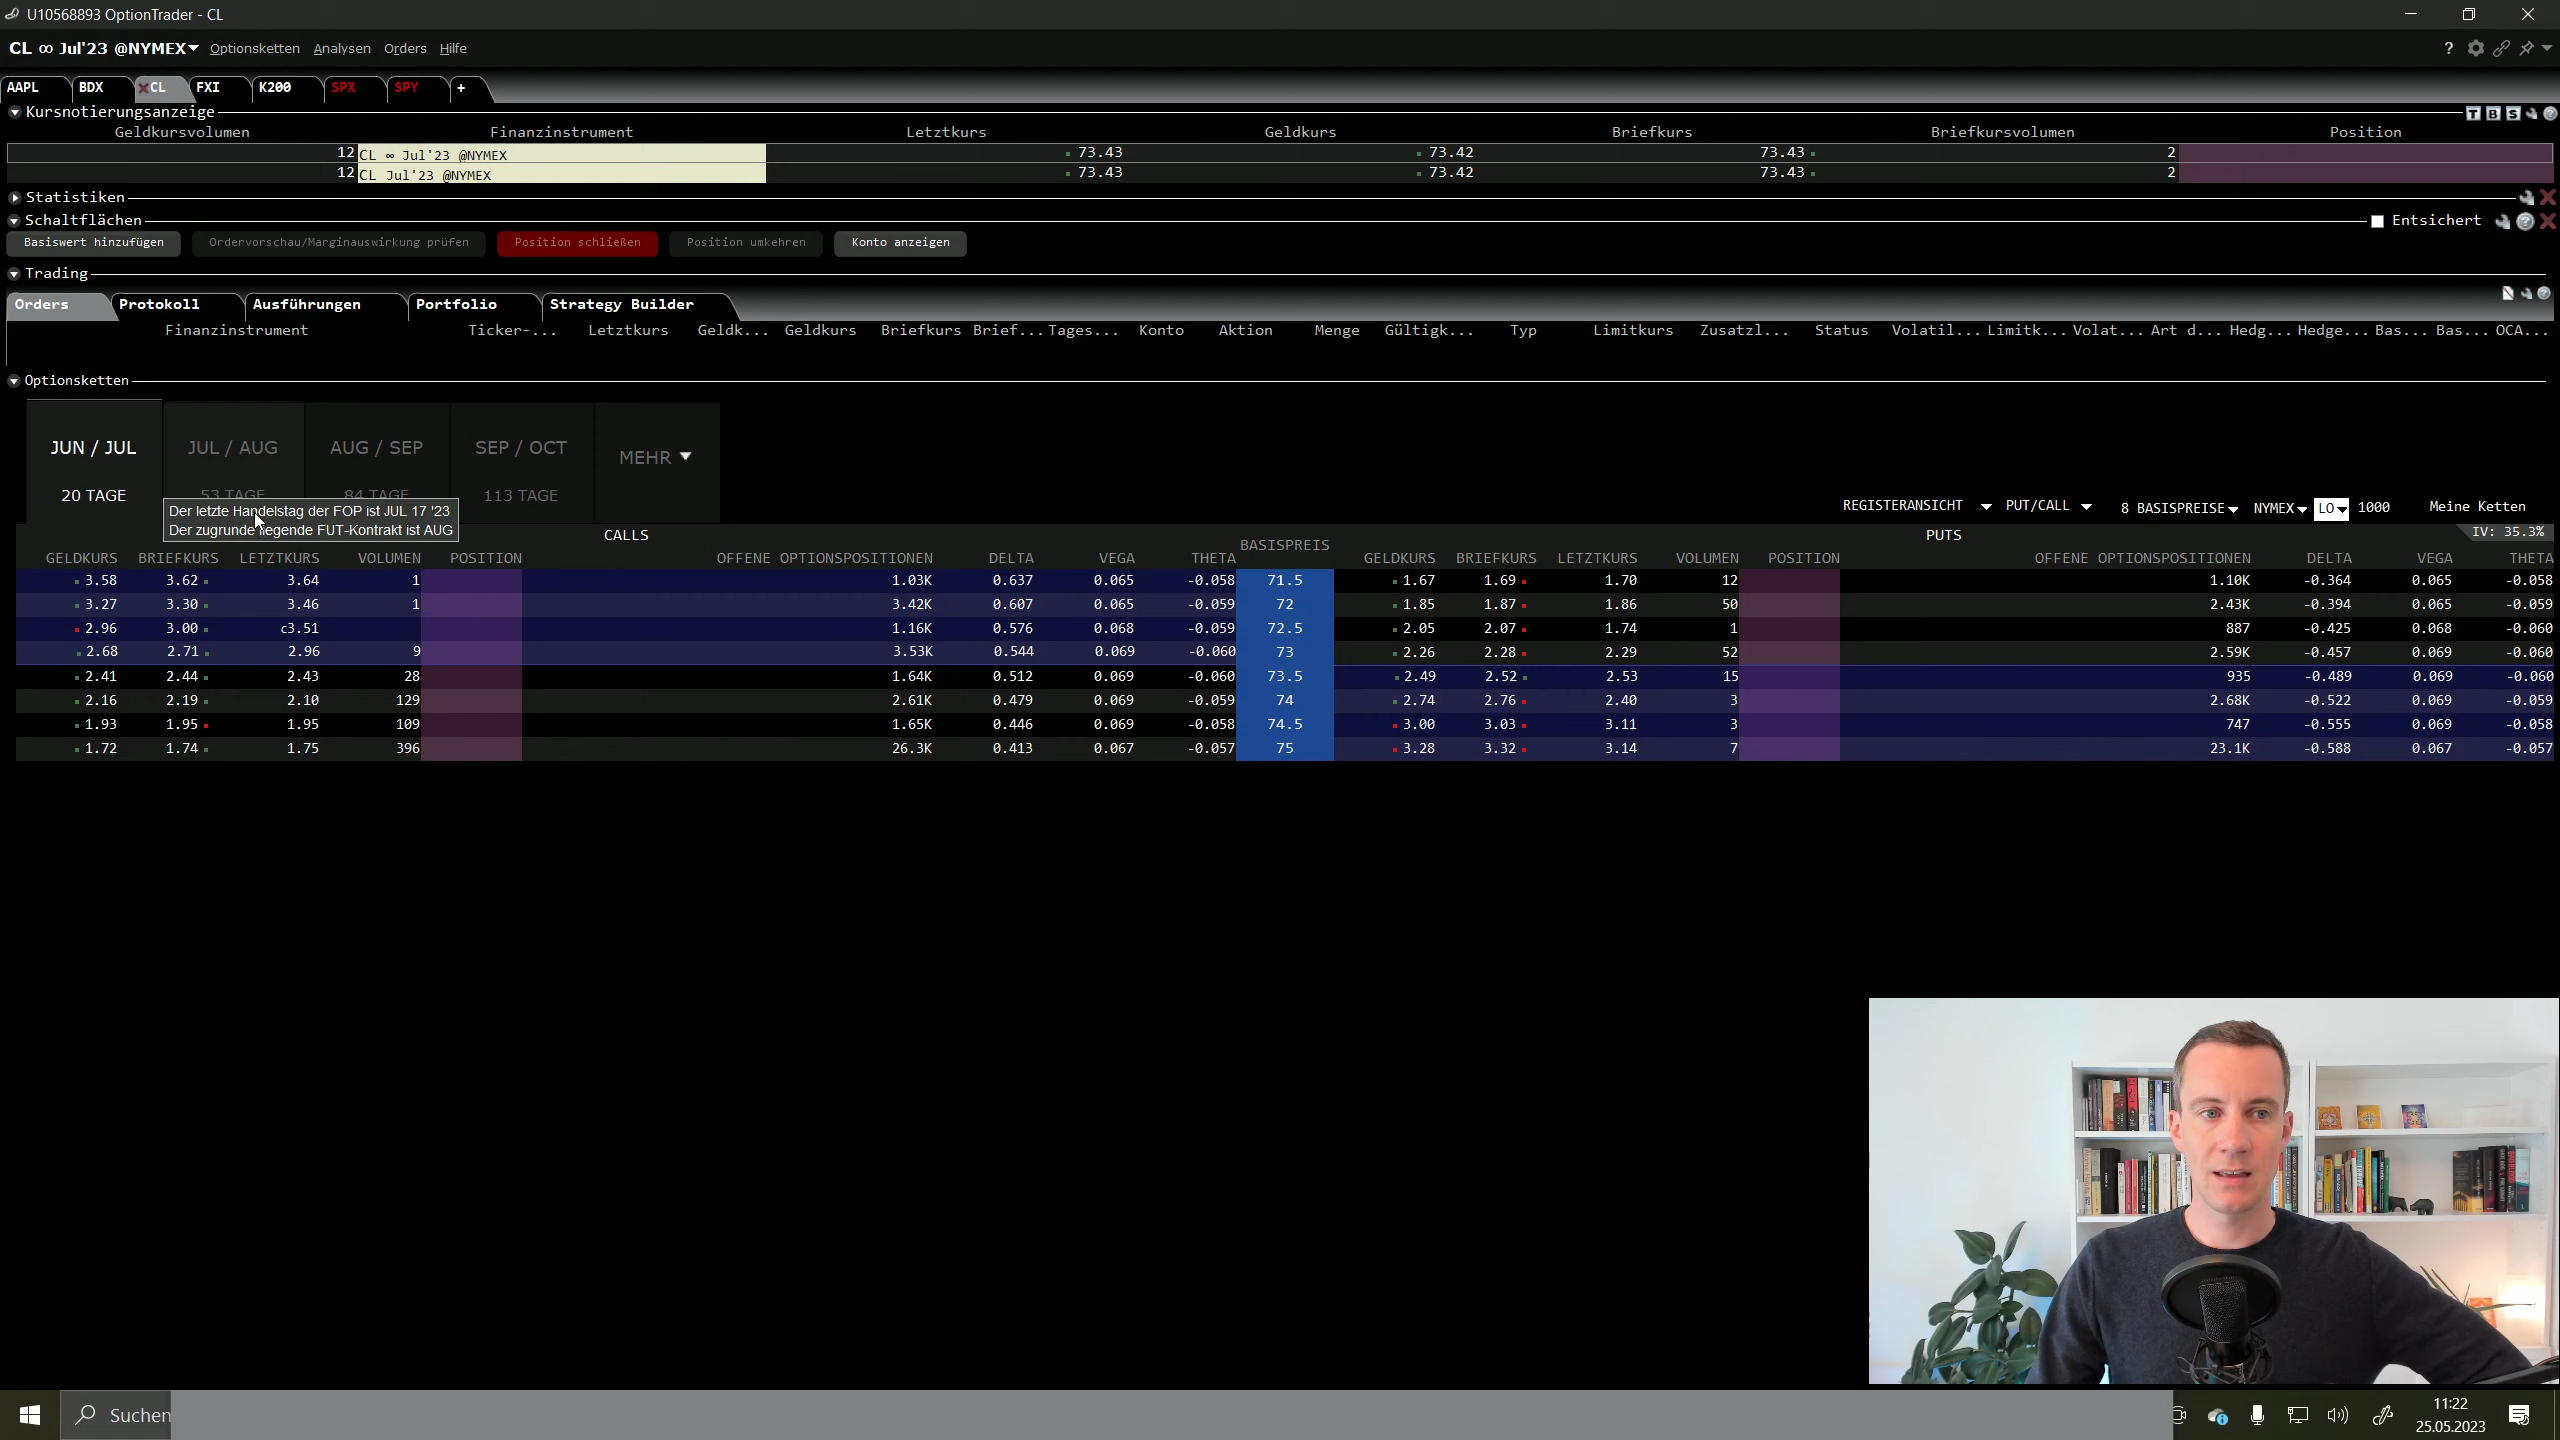 U10568893 OptionTrader - CL
CL ∞ Jul'23 @NYMEX Optionsketten Analysen Orders Hilfe ?
AAPL BDX CL FXI K200 SPX SPY +
Kursnotierungsanzeige T B S
Geldkursvolumen Finanzinstrument Letztkurs Geldkurs Briefkurs Briefkursvolumen Position
12 CL ∞ Jul'23 @NYMEX 73.43 73.42 73.43 2
12 CL Jul'23 @NYMEX 73.43 73.42 73.43 2
Statistiken
Schaltflächen Entsichert
Basiswert hinzufügen Ordervorschau/Marginauswirkung prüfen Position schließen Position umkehren Konto anzeigen
Trading
Orders Protokoll Ausführungen Portfolio Strategy Builder
Finanzinstrument Ticker-... Letztkurs Geldk... Geldkurs Briefkurs Brief... Tages... Konto Aktion Menge Gültigk... Typ Limitkurs Zusatzl... Status Volatil... Limitk... Volat... Art d... Hedg... Hedge... Bas... Bas... OCA...
Optionsketten
JUN / JUL JUL / AUG AUG / SEP SEP / OCT MEHR
20 TAGE 53 TAGE 84 TAGE 113 TAGE
REGISTERANSICHT PUT/CALL 8 BASISPREISE NYMEX LO 1000 Meine Ketten
Der letzte Handelstag der FOP ist JUL 17 '23
Der zugrunde liegende FUT-Kontrakt ist AUG
CALLS BASISPREIS PUTS IV: 35.3%
GELDKURS BRIEFKURS LETZTKURS VOLUMEN POSITION OFFENE OPTIONSPOSITIONEN DELTA VEGA THETA GELDKURS BRIEFKURS LETZTKURS VOLUMEN POSITION OFFENE OPTIONSPOSITIONEN DELTA VEGA THETA
3.58 3.62 3.64 1 1.03K 0.637 0.065 -0.058 71.5 1.67 1.69 1.70 12 1.10K -0.364 0.065 -0.058
3.27 3.30 3.46 1 3.42K 0.607 0.065 -0.059 72 1.85 1.87 1.86 50 2.43K -0.394 0.065 -0.059
2.96 3.00 c3.51 1.16K 0.576 0.068 -0.059 72.5 2.05 2.07 1.74 1 887 -0.425 0.068 -0.060
2.68 2.71 2.96 9 3.53K 0.544 0.069 -0.060 73 2.26 2.28 2.29 52 2.59K -0.457 0.069 -0.060
2.41 2.44 2.43 28 1.64K 0.512 0.069 -0.060 73.5 2.49 2.52 2.53 15 935 -0.489 0.069 -0.060
2.16 2.19 2.10 129 2.61K 0.479 0.069 -0.059 74 2.74 2.76 2.40 3 2.68K -0.522 0.069 -0.059
1.93 1.95 1.95 109 1.65K 0.446 0.069 -0.058 74.5 3.00 3.03 3.11 3 747 -0.555 0.069 -0.058
1.72 1.74 1.75 396 26.3K 0.413 0.067 -0.057 75 3.28 3.32 3.14 7 23.1K -0.588 0.067 -0.057
Suchen
11:22
25.05.2023